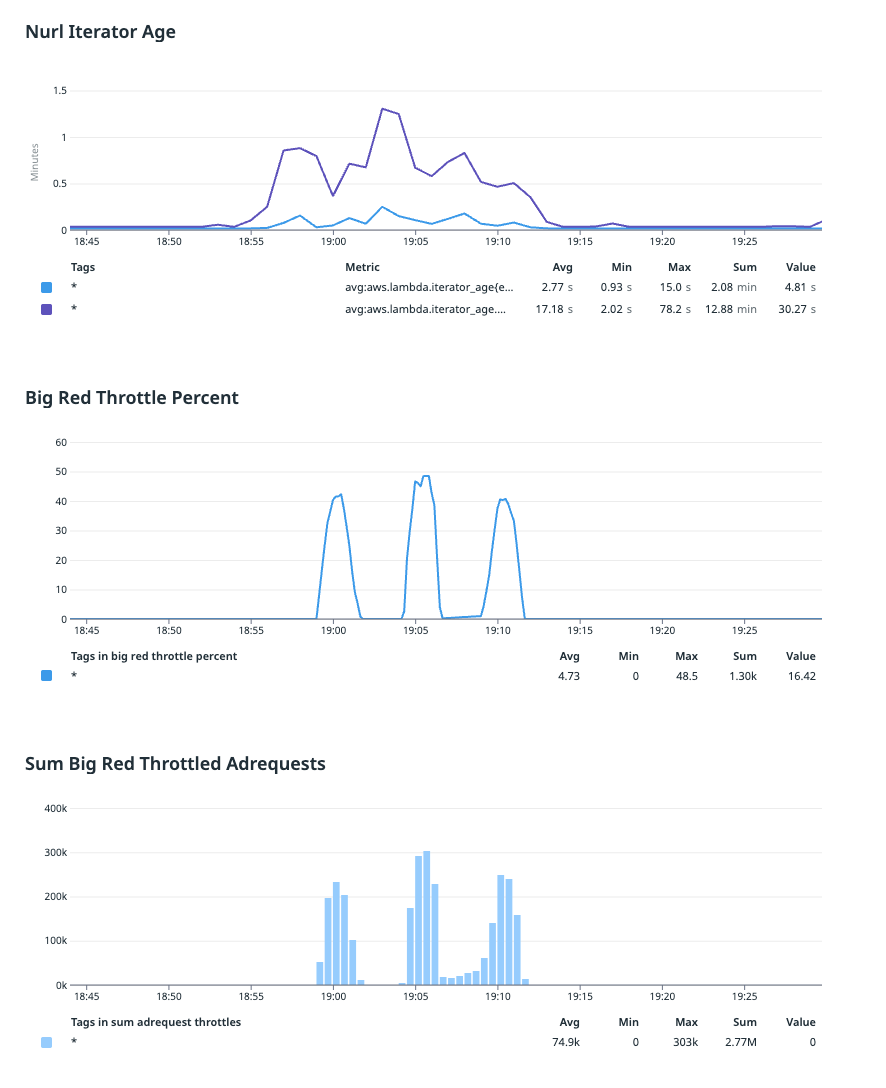 Nurl Iterator Age
1.5
1
0.5
0
Minutes
18:45 18:50 18:55 19:00 19:05 19:10 19:15 19:20 19:25
Tags Metric Avg Min Max Sum Value
* avg:aws.lambda.iterator_age{e... 2.77 s 0.93 s 15.0 s 2.08 min 4.81 s
* avg:aws.lambda.iterator_age.... 17.18 s 2.02 s 78.2 s 12.88 min 30.27 s
Big Red Throttle Percent
60
50
40
30
20
10
0
18:45 18:50 18:55 19:00 19:05 19:10 19:15 19:20 19:25
Tags in big red throttle percent Avg Min Max Sum Value
* 4.73 0 48.5 1.30k 16.42
Sum Big Red Throttled Adrequests
400k
300k
200k
100k
0k
18:45 18:50 18:55 19:00 19:05 19:10 19:15 19:20 19:25
Tags in sum adrequest throttles Avg Min Max Sum Value
* 74.9k 0 303k 2.77M 0